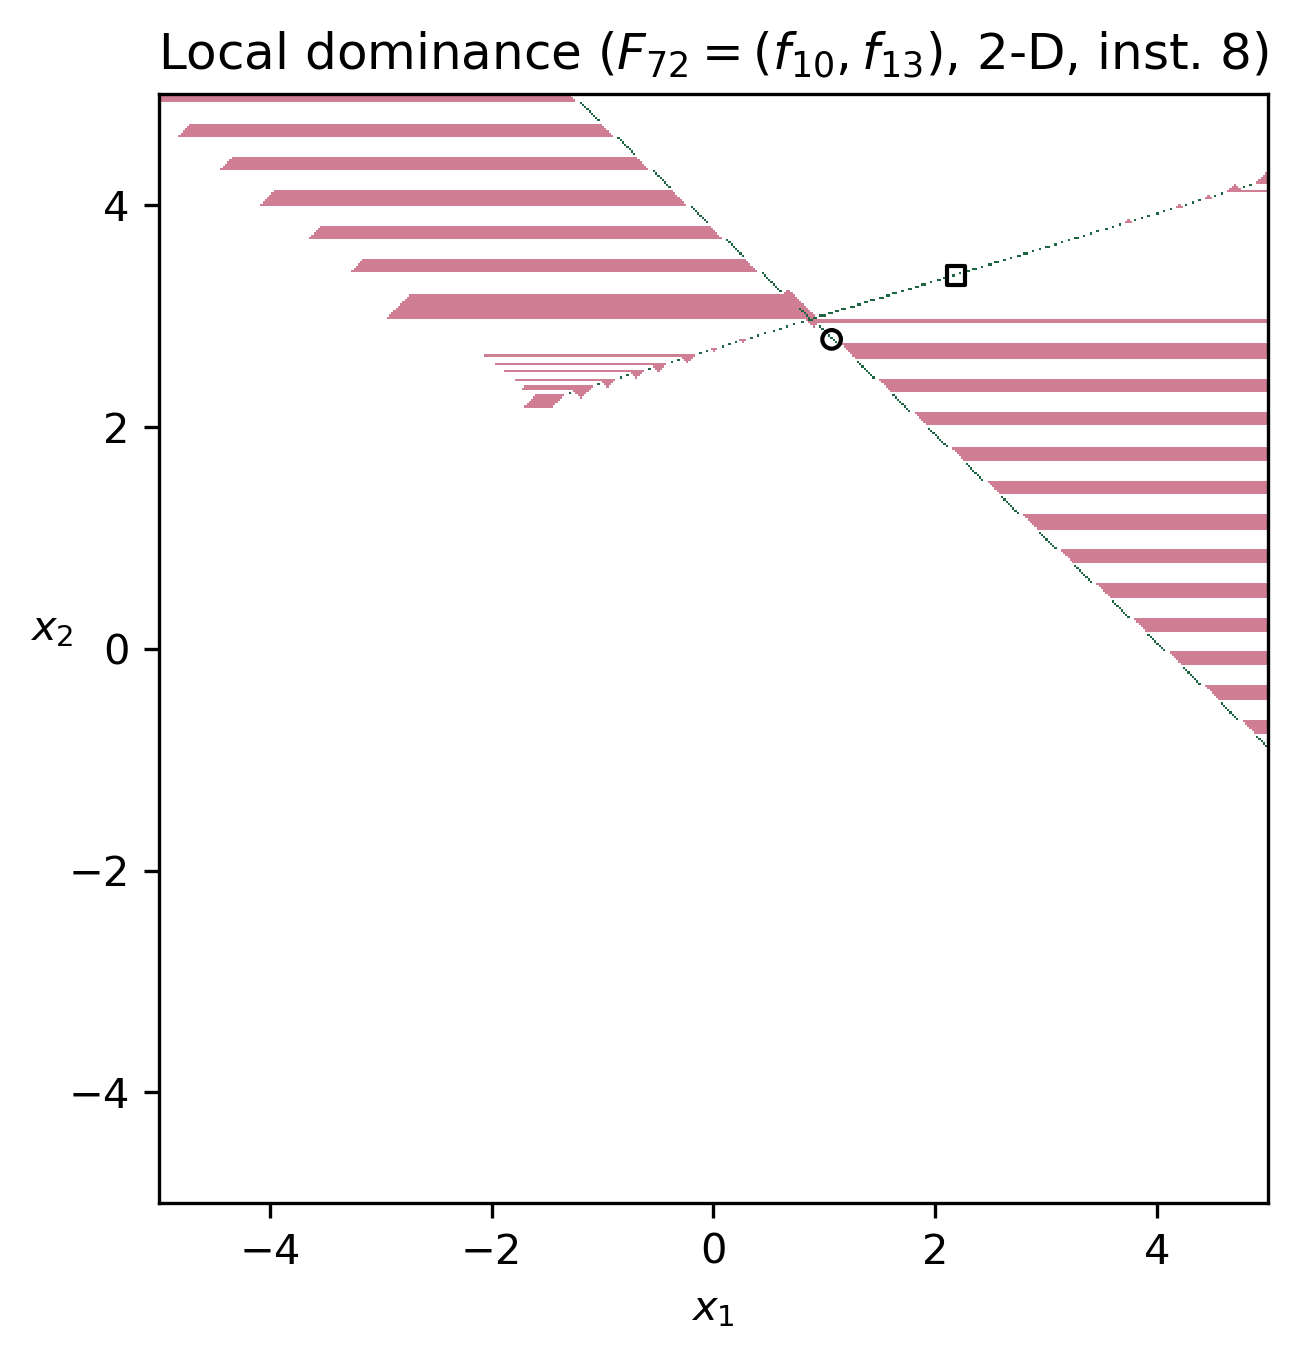 Local dominance (F₇₂ = (f₁₀, f₁₃), 2-D, inst. 8)
4
2
x₂
0
−2
−4
−4 −2 0 2 4
x₁